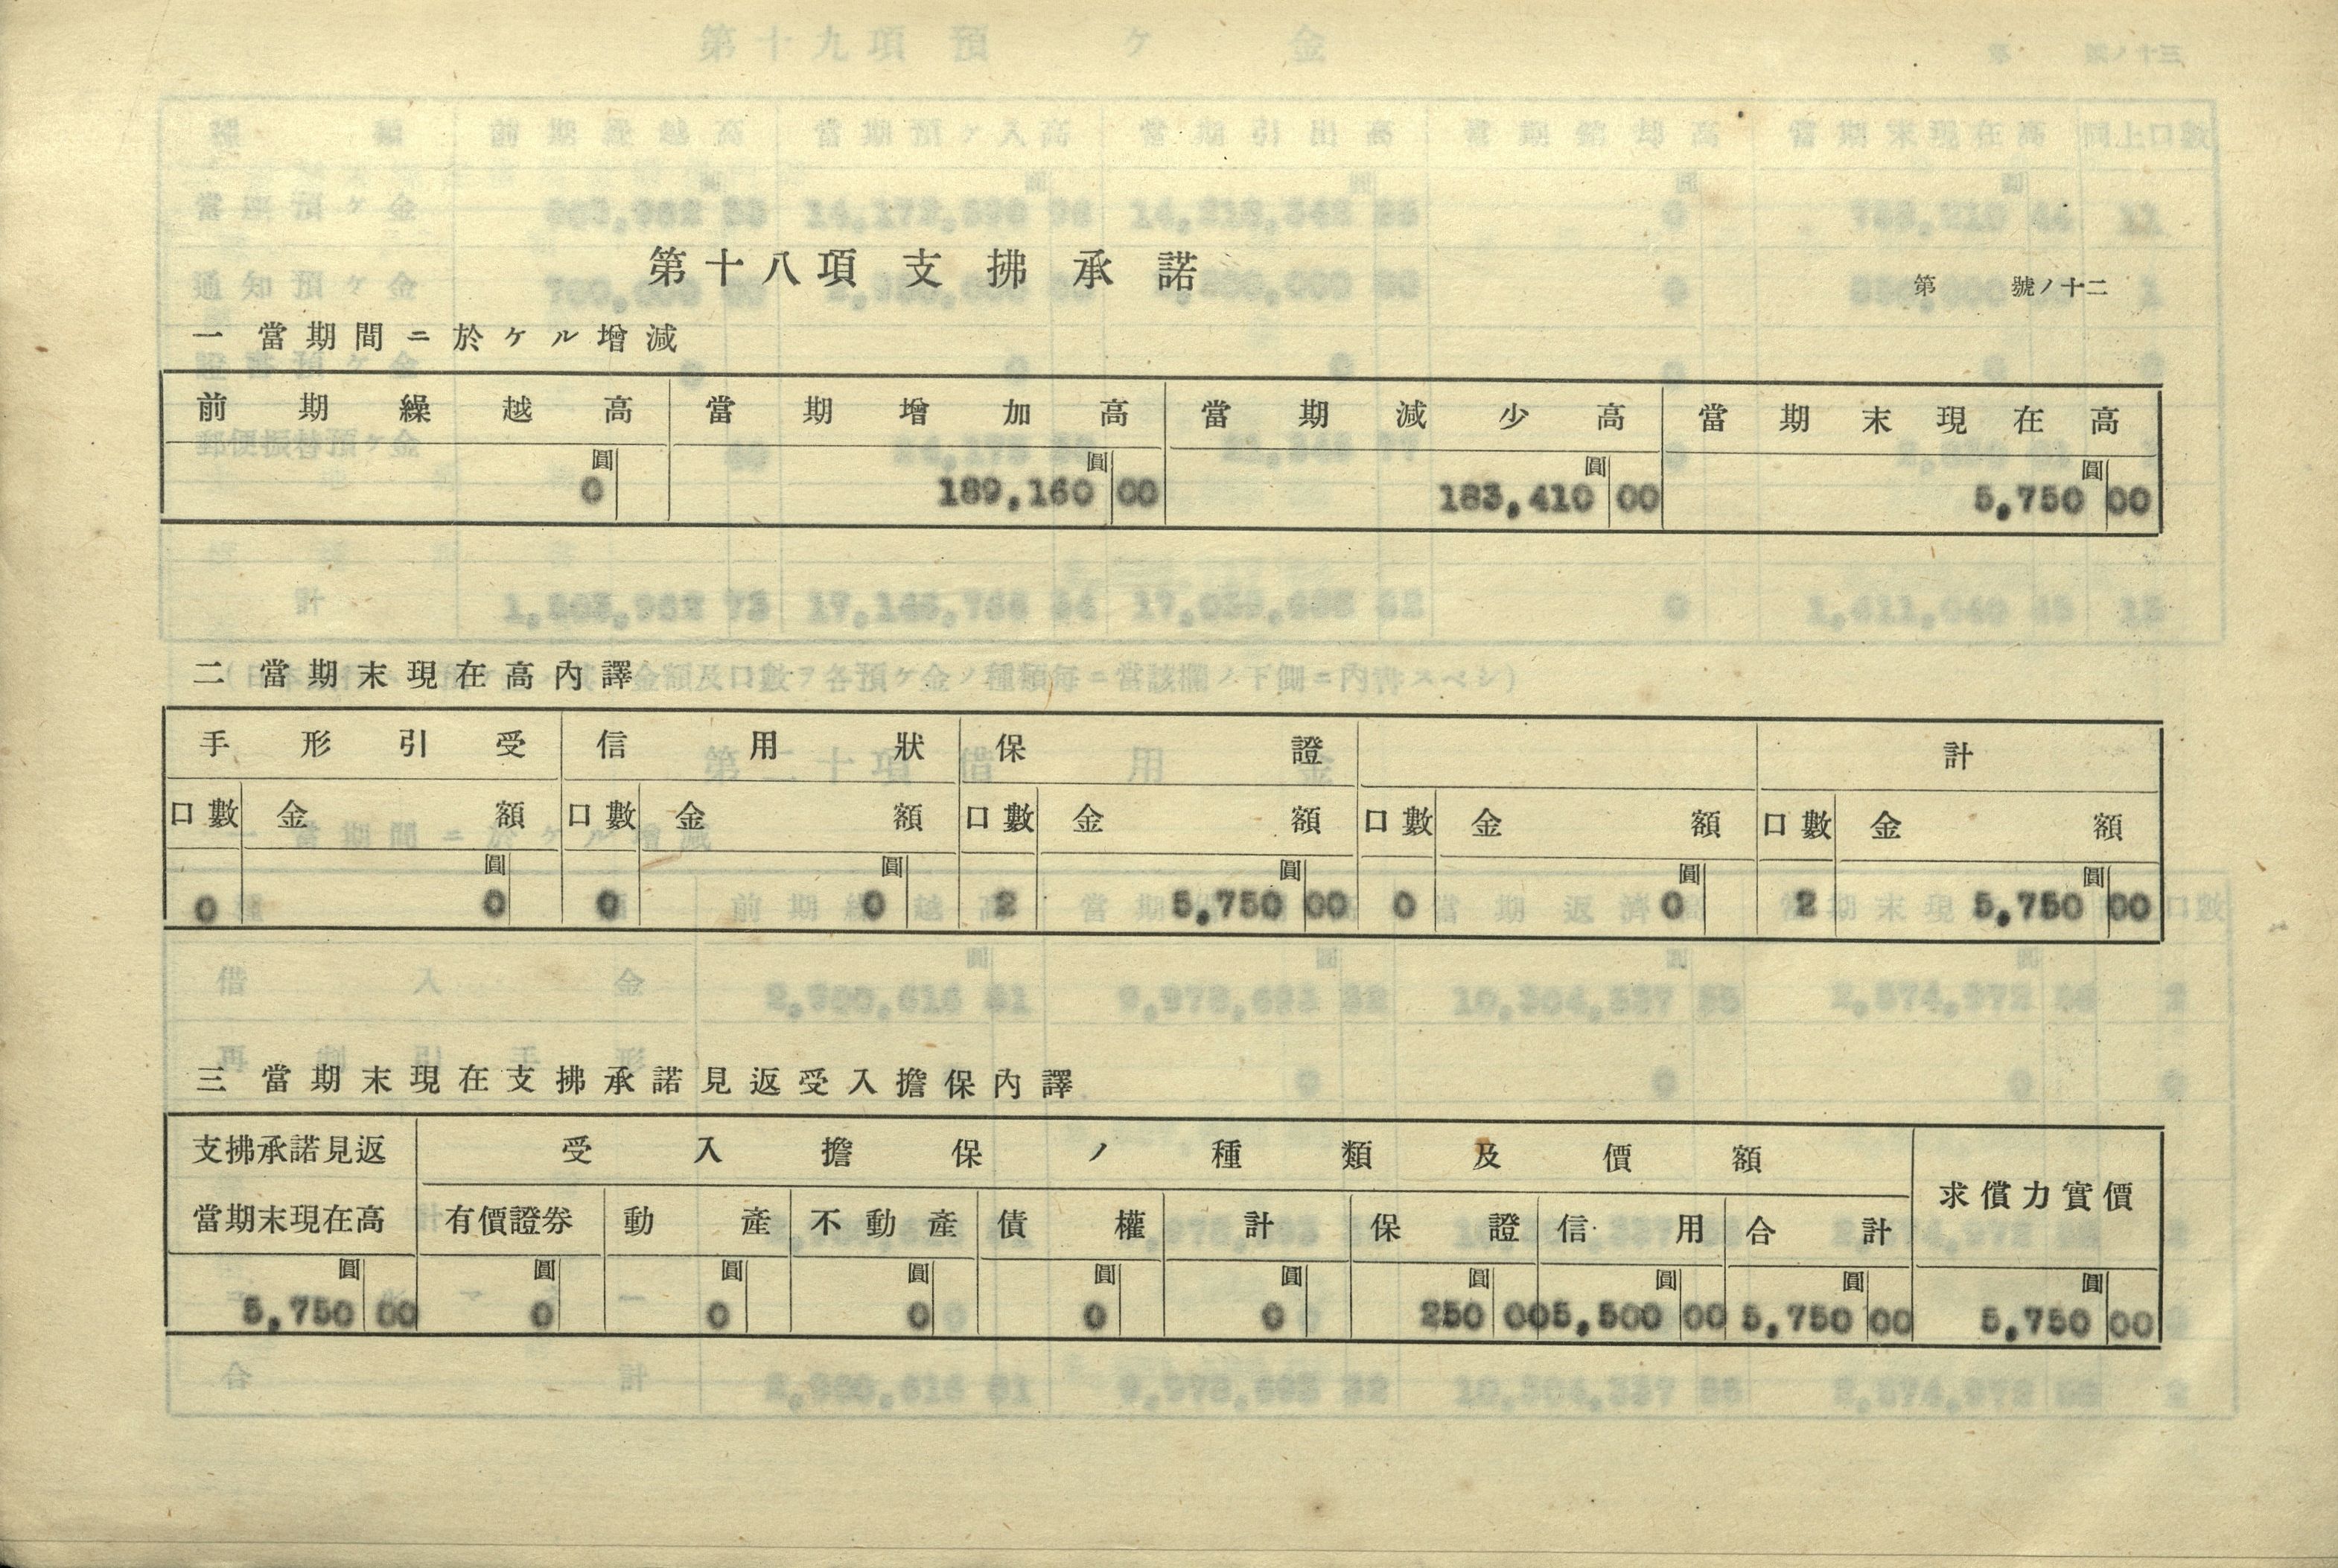 第十八項 支拂承諾
第 號ノ十二
一 當期間ニ於ケル增減
前期繰越高 當期增加高 當期減少高 當期末現在高
圓 圓 圓 圓
0 189,160 00 183,410 00 5,750 00
二 當期末現在高內譯
手形引受 信用狀 保證 計
口數 金額 口數 金額 口數 金額 口數 金額 口數 金額
圓 圓 圓 圓 圓
0 0 0 0 2 5,750 00 0 0 2 5,750 00
三 當期末現在支拂承諾見返受入擔保內譯
支拂承諾見返 受入擔保ノ種類及價額
求償力實價
當期末現在高 有價證券 動產 不動產 債權 計 保證 信用 合計
圓 圓 圓 圓 圓 圓 圓 圓 圓 圓
5,750 00 0 0 0 0 0 250 00 5,500 00 5,750 00 5,750 00